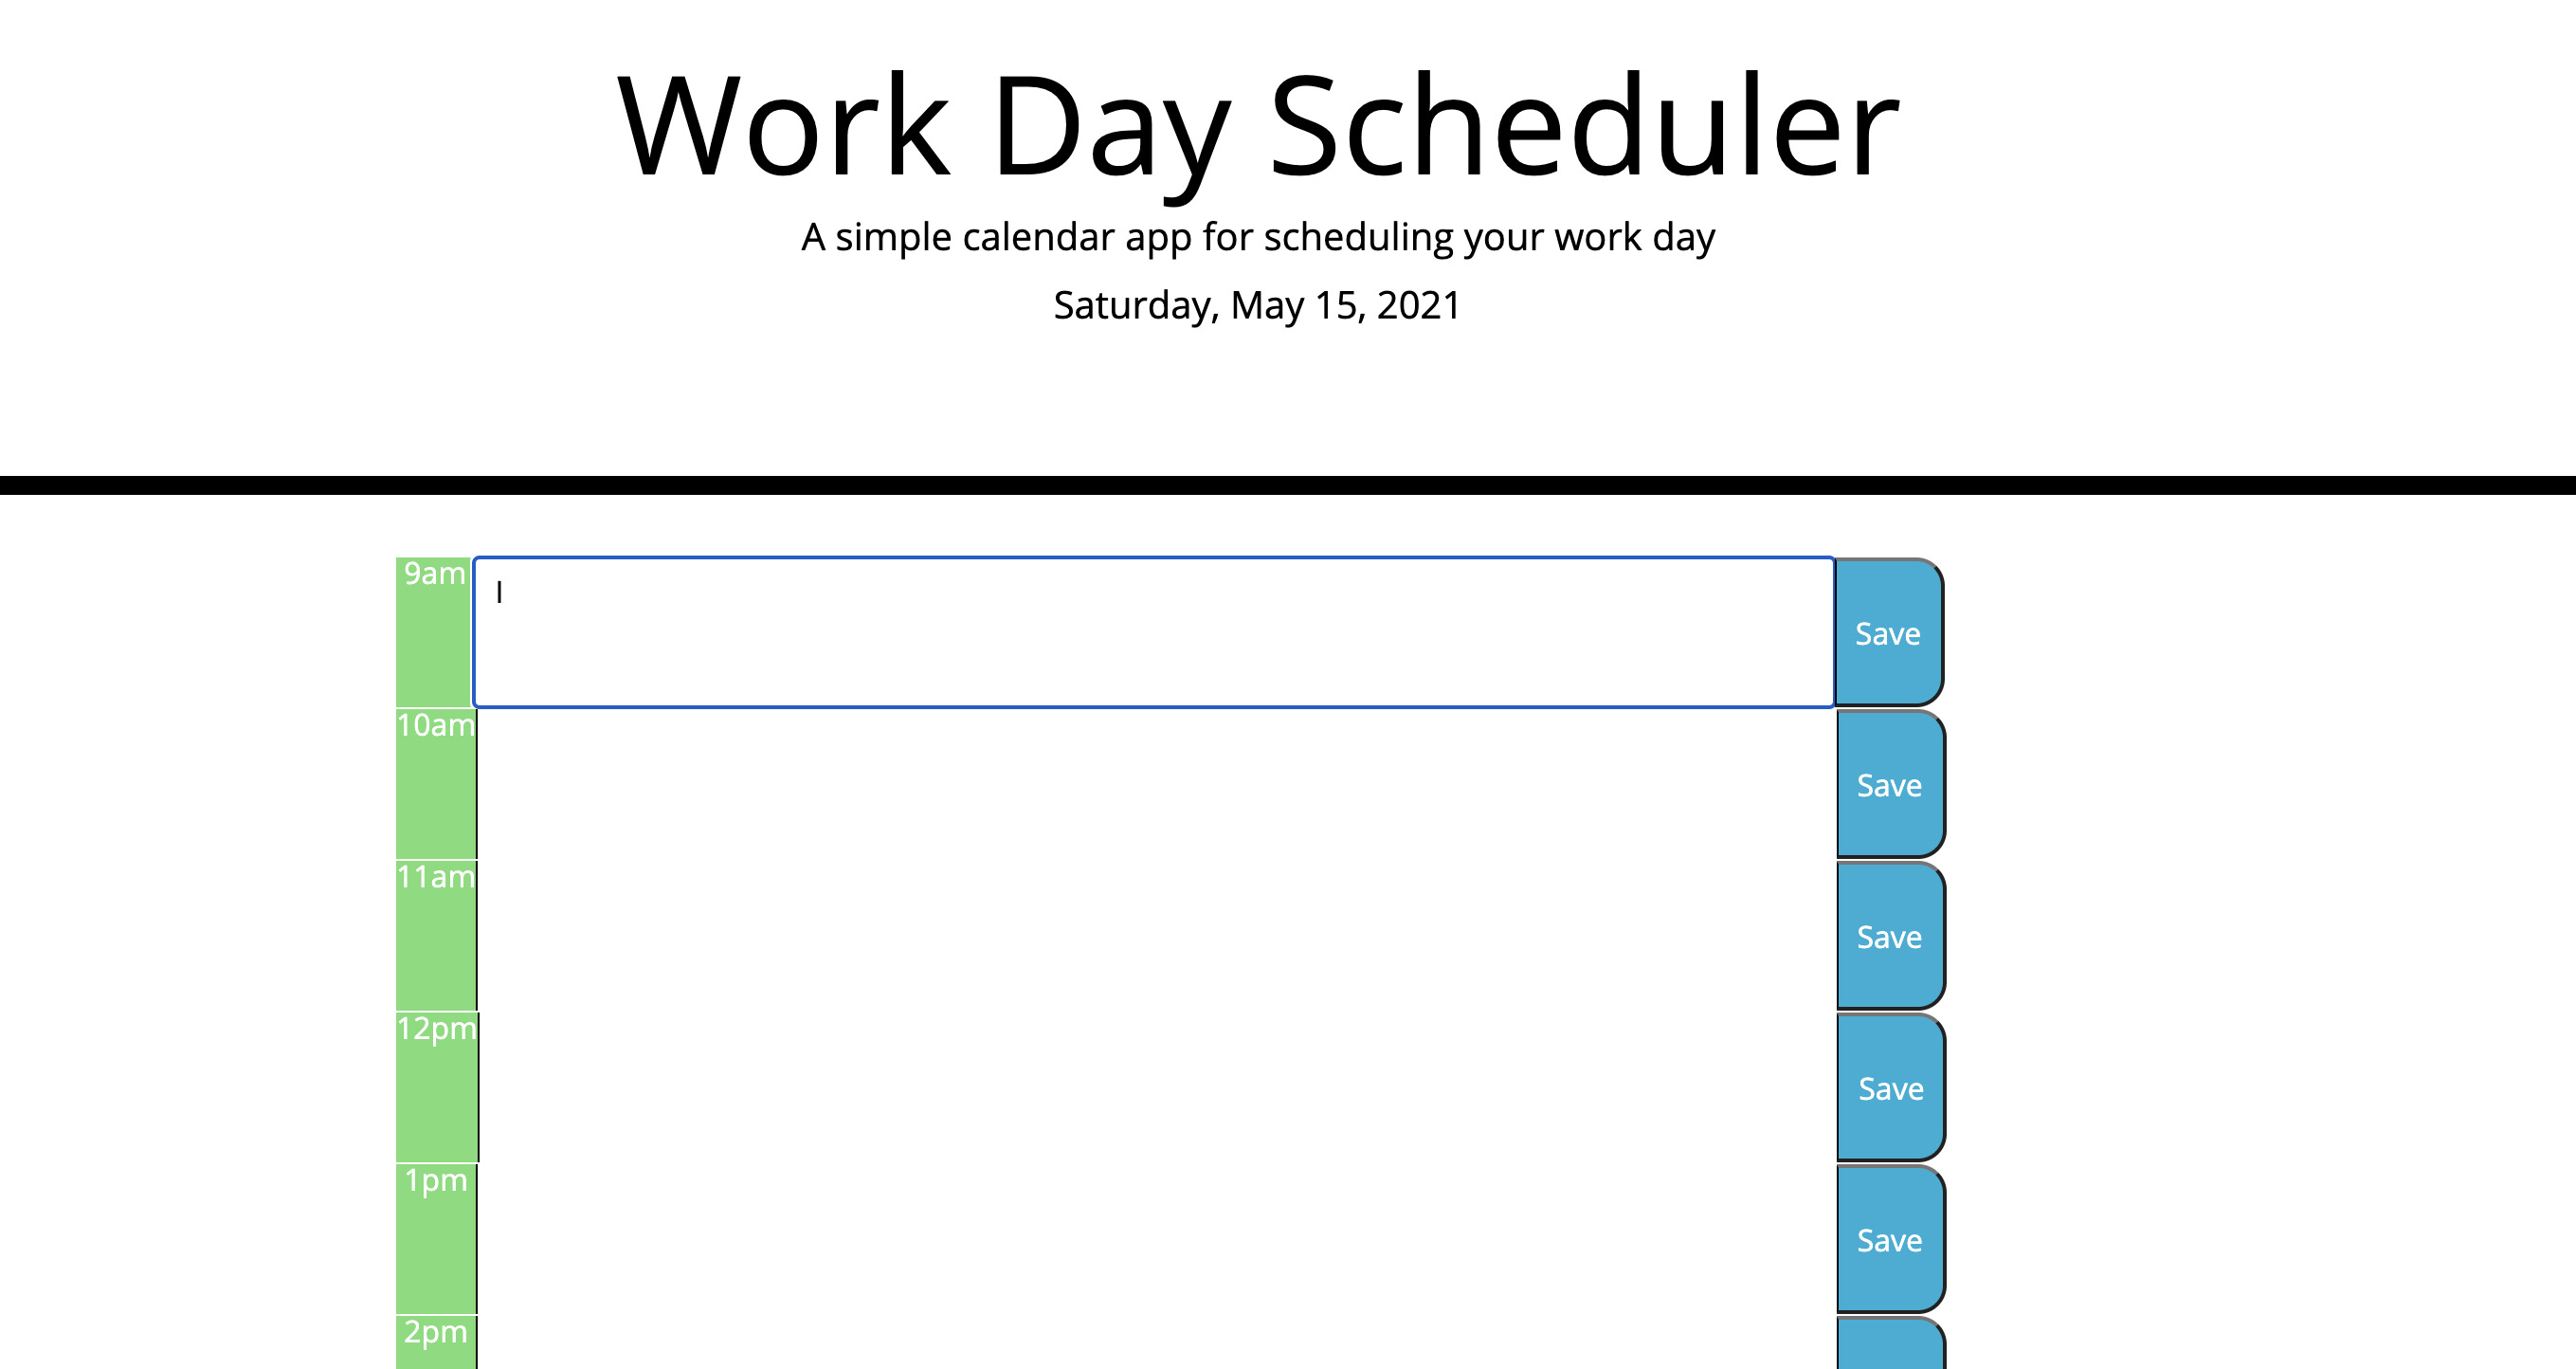 Work Day Scheduler
A simple calendar app for scheduling your work day
Saturday, May 15, 2021
9am
Save
10am
Save
11am
Save
12pm
Save
1pm
Save
2pm